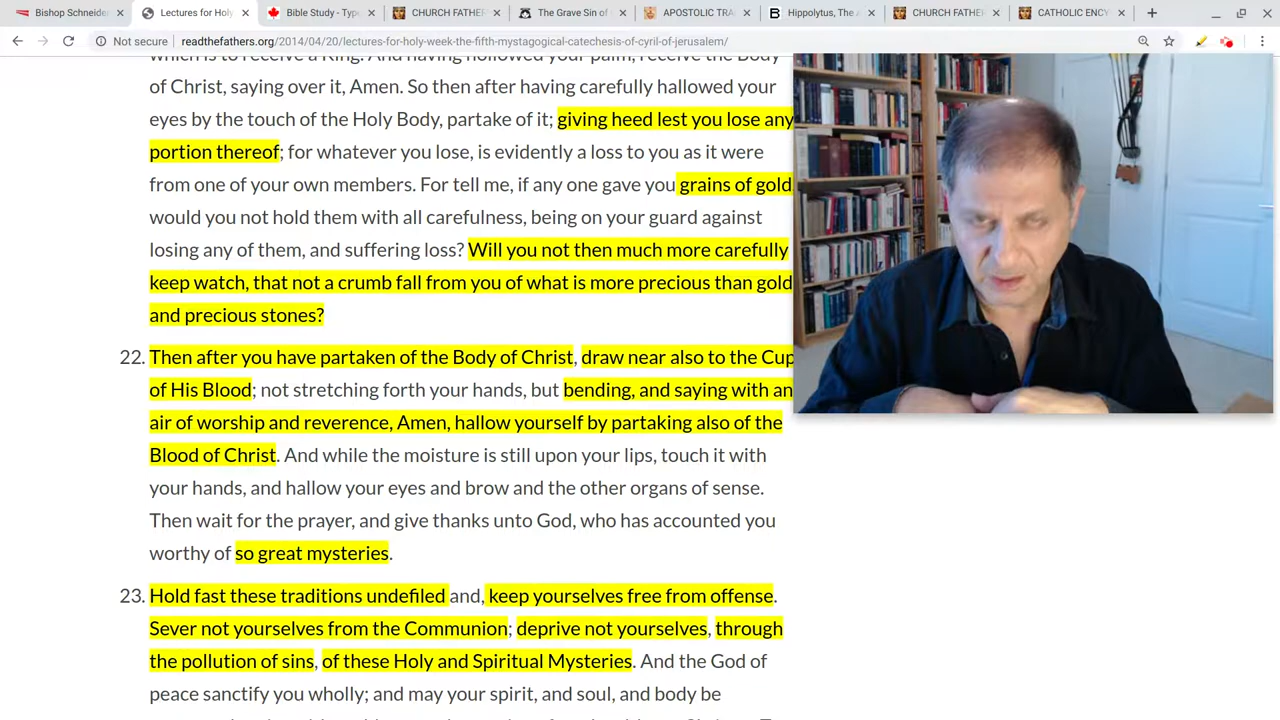 Bishop Schneider
Lectures for Holy
Bible Study - Type
CHURCH FATHE
The Grave Sin of
APOSTOLIC TRA
Hippolytus, The A
CHURCH FATHE
CATHOLIC ENCY
Not secure
readthefathers.org/2014/04/20/lectures-for-holy-week-the-fifth-mystagogical-catechesis-of-cyril-of-jerusalem/
which is to receive a King. And having hollowed your palm, receive the Body
of Christ, saying over it, Amen. So then after having carefully hallowed your
eyes by the touch of the Holy Body, partake of it; giving heed lest you lose any
portion thereof; for whatever you lose, is evidently a loss to you as it were
from one of your own members. For tell me, if any one gave you grains of gold
would you not hold them with all carefulness, being on your guard against
losing any of them, and suffering loss? Will you not then much more carefully
keep watch, that not a crumb fall from you of what is more precious than gold
and precious stones?
22. Then after you have partaken of the Body of Christ, draw near also to the Cup
of His Blood; not stretching forth your hands, but bending, and saying with an
air of worship and reverence, Amen, hallow yourself by partaking also of the
Blood of Christ. And while the moisture is still upon your lips, touch it with
your hands, and hallow your eyes and brow and the other organs of sense.
Then wait for the prayer, and give thanks unto God, who has accounted you
worthy of so great mysteries.
23. Hold fast these traditions undefiled and, keep yourselves free from offense.
Sever not yourselves from the Communion; deprive not yourselves, through
the pollution of sins, of these Holy and Spiritual Mysteries. And the God of
peace sanctify you wholly; and may your spirit, and soul, and body be